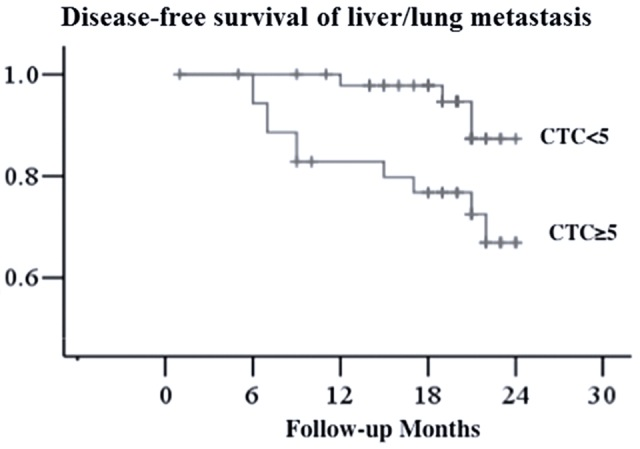 Disease-free survival of liver/lung metastasis
1.0
CTC<5
0.8
CTC≥5
0.6
0 6 12 18 24 30
Follow-up Months